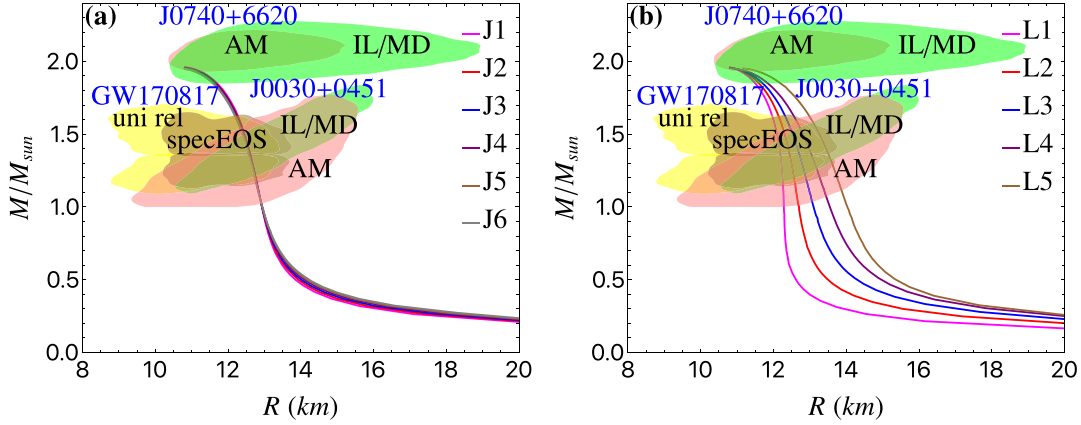 (a)
J0740+6620
AM
IL/MD
GW170817
J0030+0451
uni rel
specEOS
IL/MD
AM
J1
J2
J3
J4
J5
J6
2.0
1.5
1.0
0.5
0.0
8 10 12 14 16 18 20
M/Msun
R (km)
(b)
J0740+6620
AM
IL/MD
GW170817
J0030+0451
uni rel
specEOS
IL/MD
AM
L1
L2
L3
L4
L5
2.0
1.5
1.0
0.5
0.0
8 10 12 14 16 18 20
M/Msun
R (km)